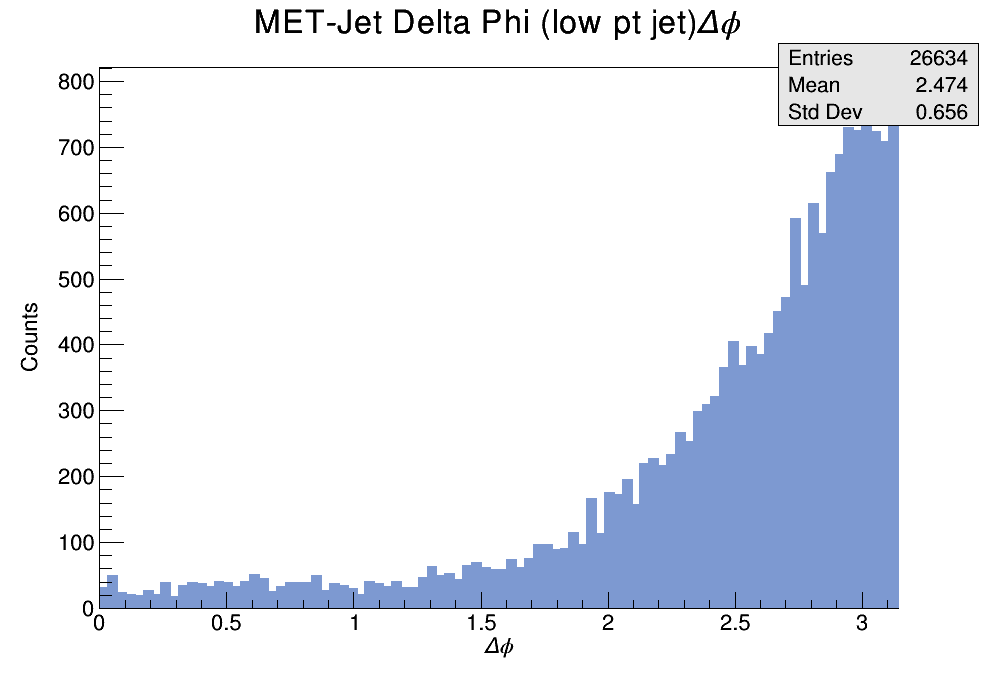 MET-Jet Delta Phi (low pt jet)Δϕ
Entries 26634
Mean 2.474
Std Dev 0.656
800
700
600
500
400
300
200
100
0
Counts
0 0.5 1 1.5 2 2.5 3
Δϕ